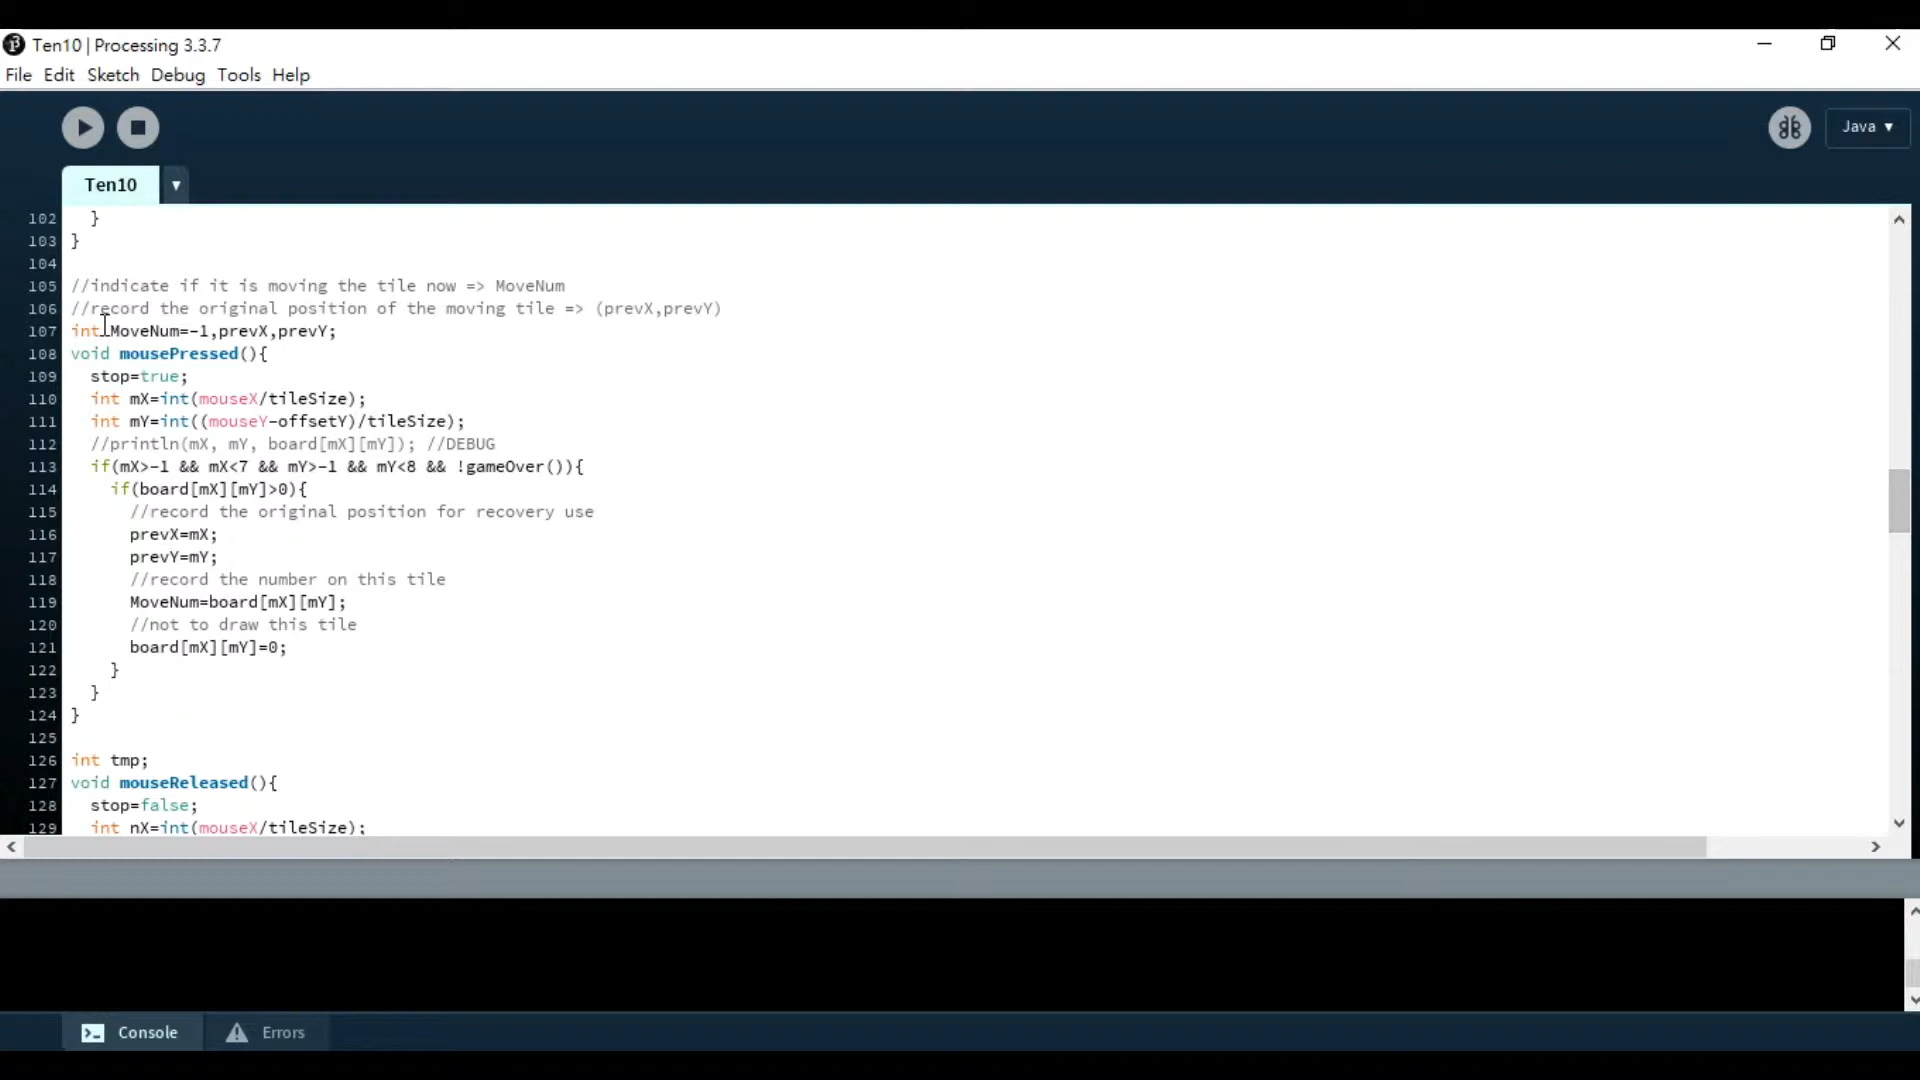 Ten10 | Processing 3.3.7
File Edit Sketch Debug Tools Help
Java ▼
Ten10 ▼
102   }
103 }
104
105 //indicate if it is moving the tile now => MoveNum
106 //record the original position of the moving tile => (prevX,prevY)
107 int MoveNum=-1,prevX,prevY;
108 void mousePressed(){
109   stop=true;
110   int mX=int(mouseX/tileSize);
111   int mY=int((mouseY-offsetY)/tileSize);
112   //println(mX, mY, board[mX][mY]); //DEBUG
113   if(mX>-1 && mX<7 && mY>-1 && mY<8 && !gameOver()){
114     if(board[mX][mY]>0){
115       //record the original position for recovery use
116       prevX=mX;
117       prevY=mY;
118       //record the number on this tile
119       MoveNum=board[mX][mY];
120       //not to draw this tile
121       board[mX][mY]=0;
122     }
123   }
124 }
125
126 int tmp;
127 void mouseReleased(){
128   stop=false;
129   int nX=int(mouseX/tileSize);
Console Errors